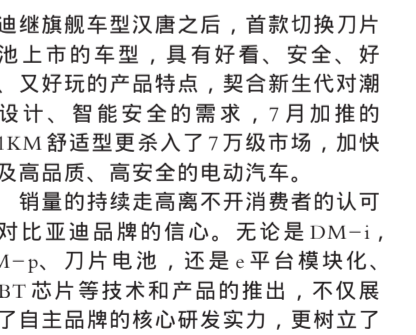 迪继旗舰车型汉唐之后，首款切换刀片
池上市的车型，具有好看、安全、好
、又好玩的产品特点，契合新生代对潮
设计、智能安全的需求，7月加推的
1KM舒适型更杀入了7万级市场，加快
及高品质、高安全的电动汽车。
销量的持续走高离不开消费者的认可
对比亚迪品牌的信心。无论是DM-i，
M-p、刀片电池，还是e平台模块化、
BT芯片等技术和产品的推出，不仅展
了自主品牌的核心研发实力，更树立了